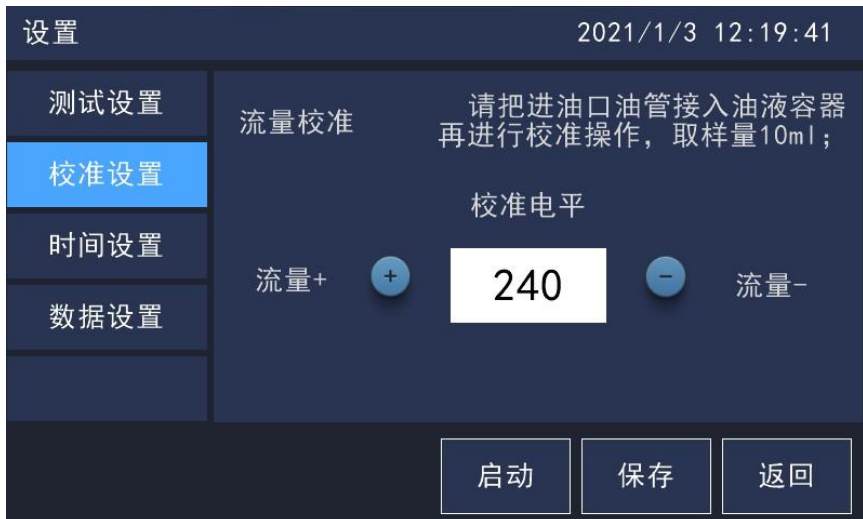 设置
2021/1/3 12:19:41
测试设置
校准设置
时间设置
数据设置
流量校准
请把进油口油管接入油液容器
再进行校准操作，取样量10ml；
校准电平
流量+
+
240
-
流量-
启动
保存
返回